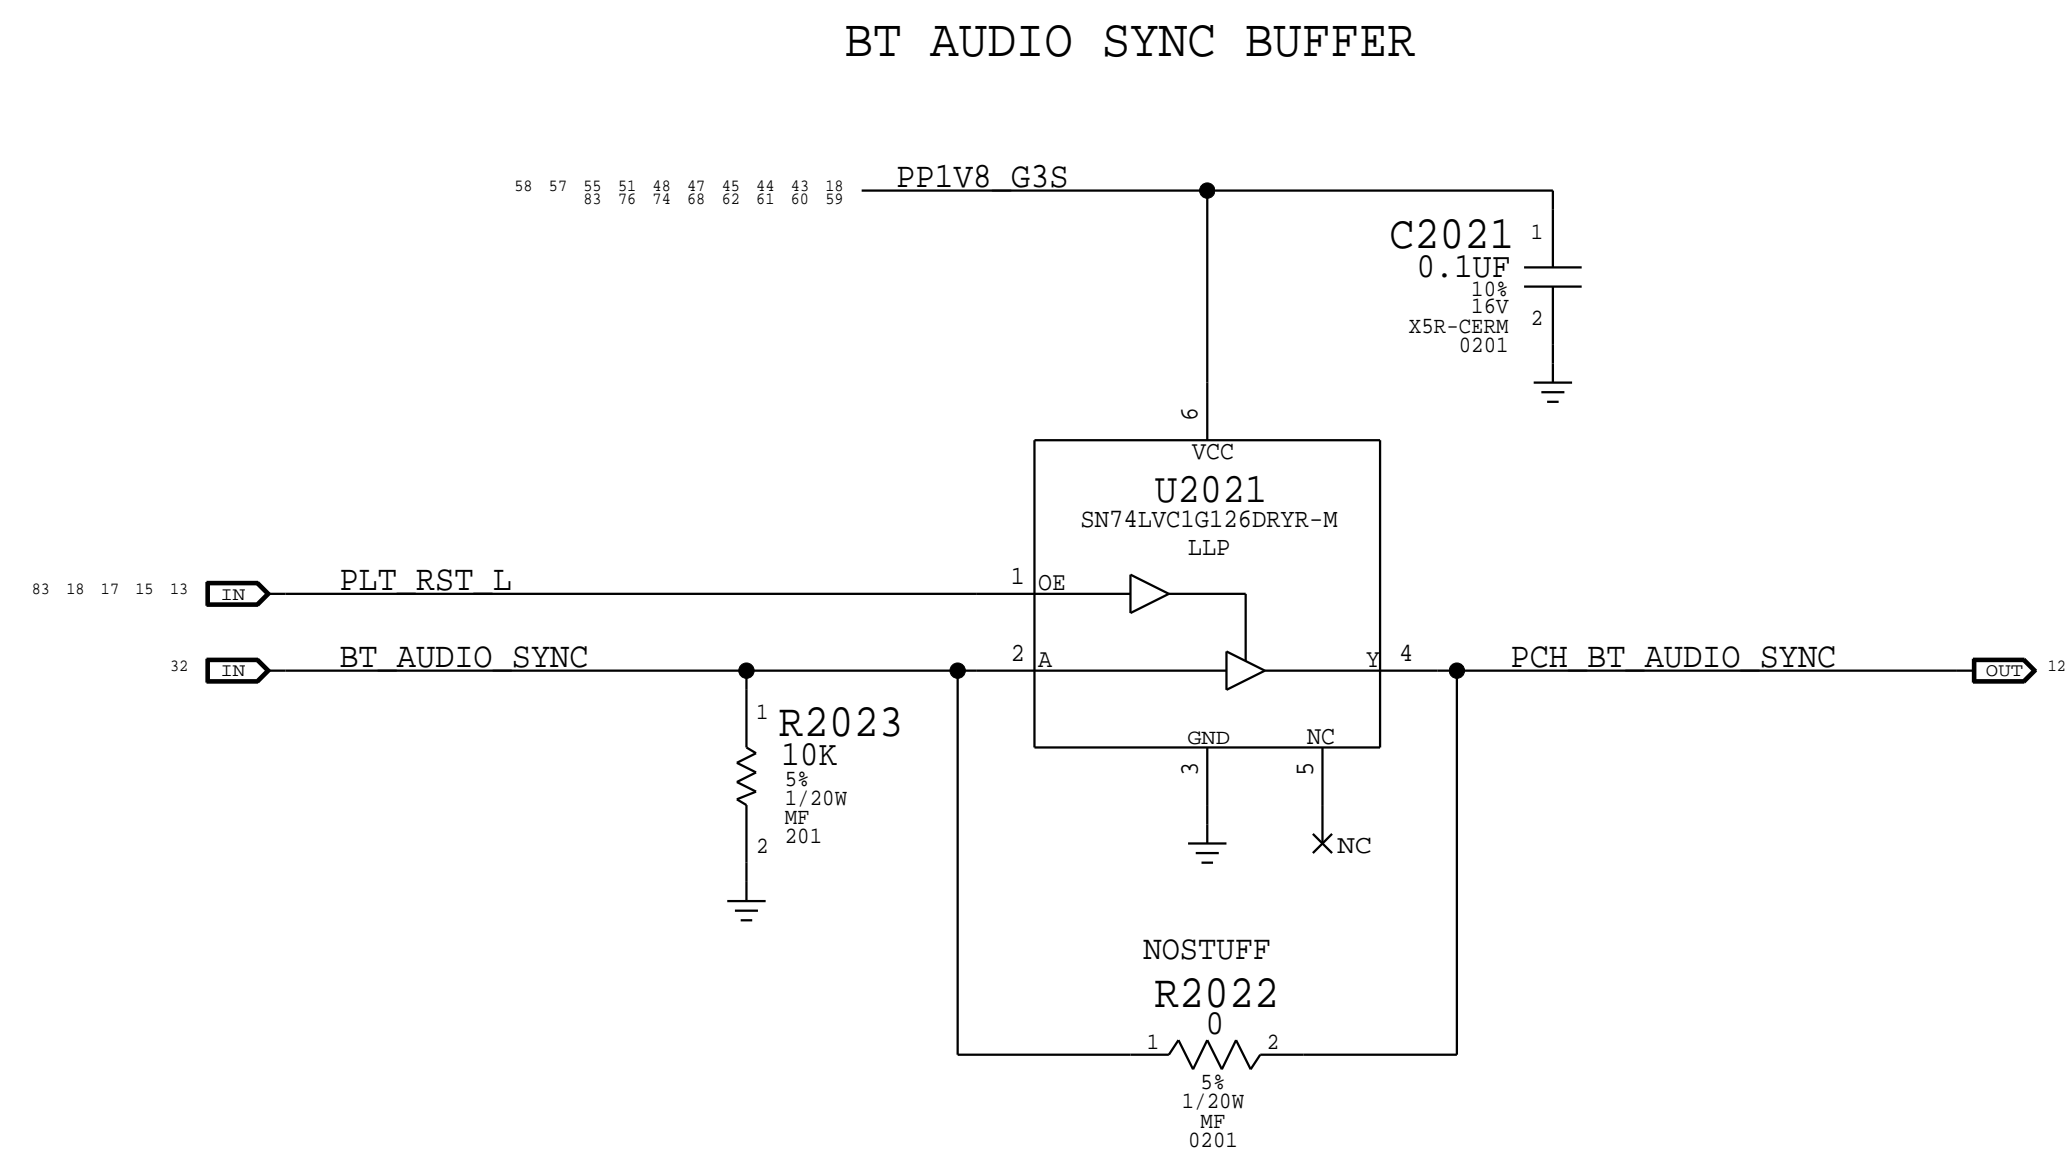 BT AUDIO SYNC BUFFER
58 57 55 51 48 47 45 44 43 18
83 76 74 68 62 61 60 59
PP1V8_G3S
C2021
1
0.1UF
10%
16V
X5R-CERM
0201
2
6
VCC
U2021
SN74LVC1G126DRYR-M
LLP
83 18 17 15 13
IN
PLT_RST_L
1
OE
32
IN
BT_AUDIO_SYNC
2
A
Y
4
PCH_BT_AUDIO_SYNC
OUT
12
1
R2023
10K
5%
1/20W
MF
201
2
GND
NC
3
5
NC
NOSTUFF
R2022
0
1
2
5%
1/20W
MF
0201